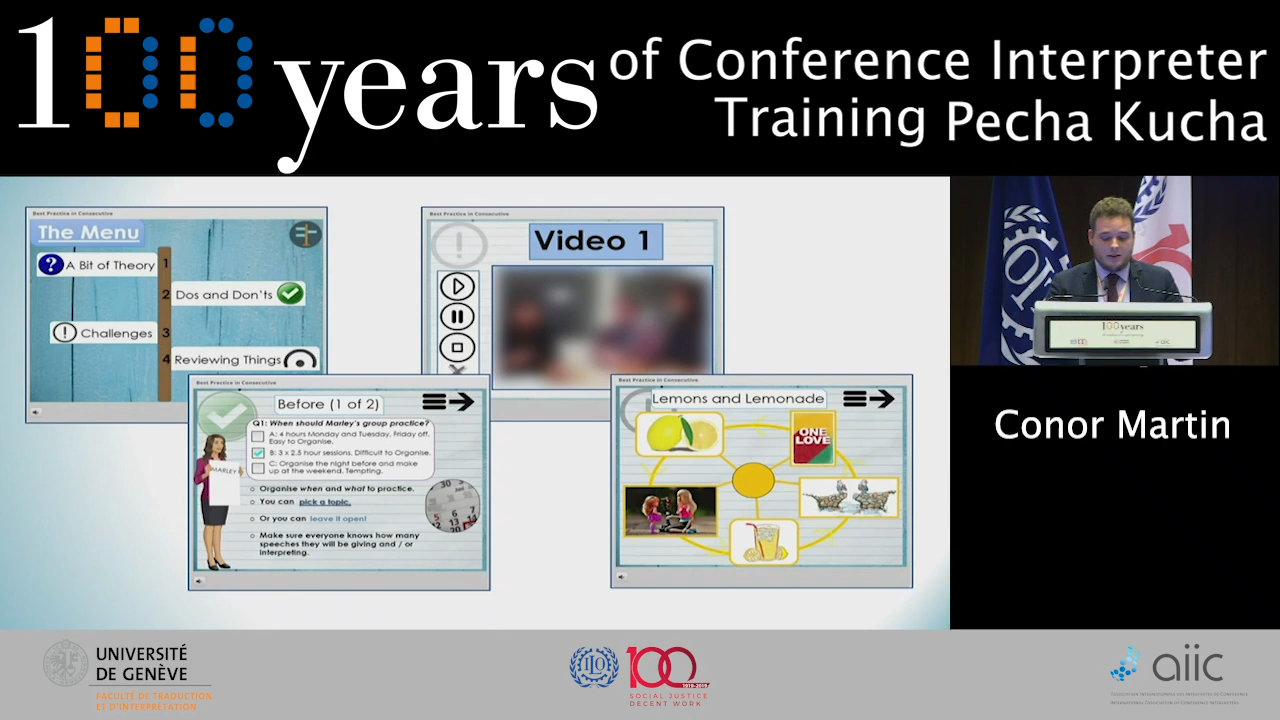 100 years of Conference Interpreter
Training Pecha Kucha
Best Practice in Consecutive
The Menu
A Bit of Theory 1
2 Dos and Don'ts
Challenges 3
4 Reviewing Things
Best Practice in Consecutive
Video 1
Best Practice in Consecutive
Before (1 of 2)
Q1: When should Marley's group practice?
A: 4 hours Monday and Tuesday, Friday off.
Easy to Organise.
B: 3 x 2.5 hour sessions. Difficult to Organise.
C: Organise the night before and make
up at the weekend. Tempting.
MARLEY
Organise when and what to practice.
You can pick a topic.
Or you can leave it open!
Make sure everyone knows how many
speeches they will be giving and / or
interpreting.
Best Practice in Consecutive
Lemons and Lemonade
ONE
LOVE
100 years
Conor Martin
UNIVERSITÉ
DE GENÈVE
FACULTÉ DE TRADUCTION
ET D'INTERPRÉTATION
ILO
100
1919-2019
SOCIAL JUSTICE
DECENT WORK
aiic